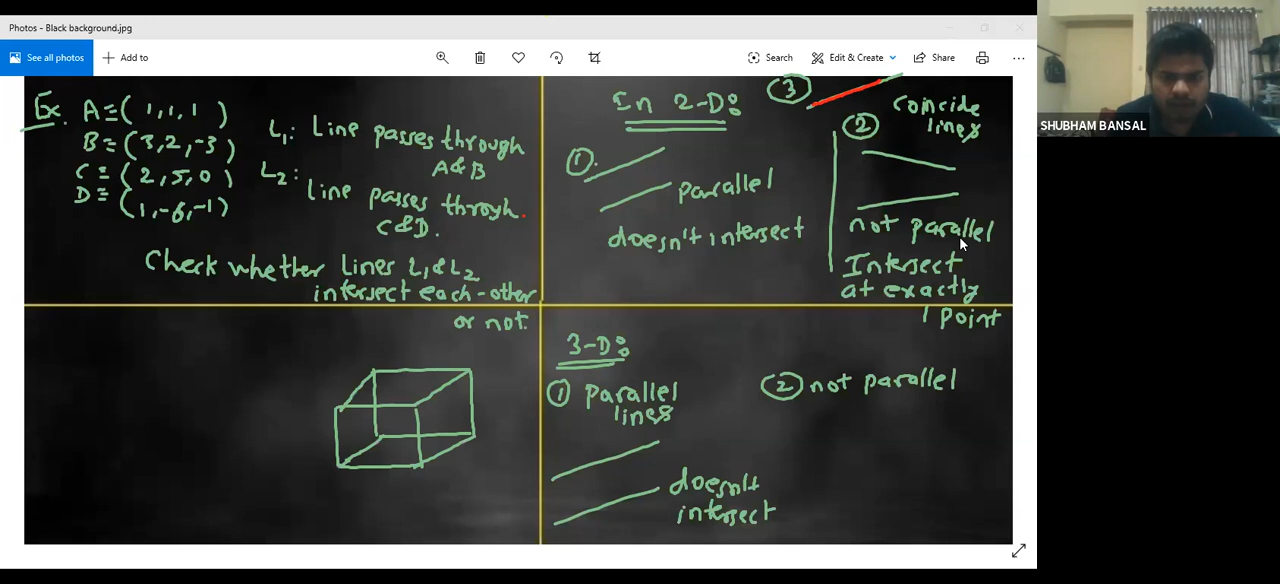 Photos - Black background.jpg
See all photos
Add to
Search
Edit & Create
Share
Ex. A ≡ ( 1, 1, 1 )
B ≡ (3, 2, -3)
C ≡ ( 2, 5, 0 )
D ≡ (1, -6, -1)
L1: Line passes through
A&B
L2: Line passes through
C&D.
Check whether Lines L1 & L2
intersect each-other
or not.
In 2-D:
①
parallel
doesn't intersect
③
coincide
lines
②
not parallel
Intersect
at exactly
1 point
3-D:
① parallel
lines
doesn't
intersect
② not parallel
SHUBHAM BANSAL